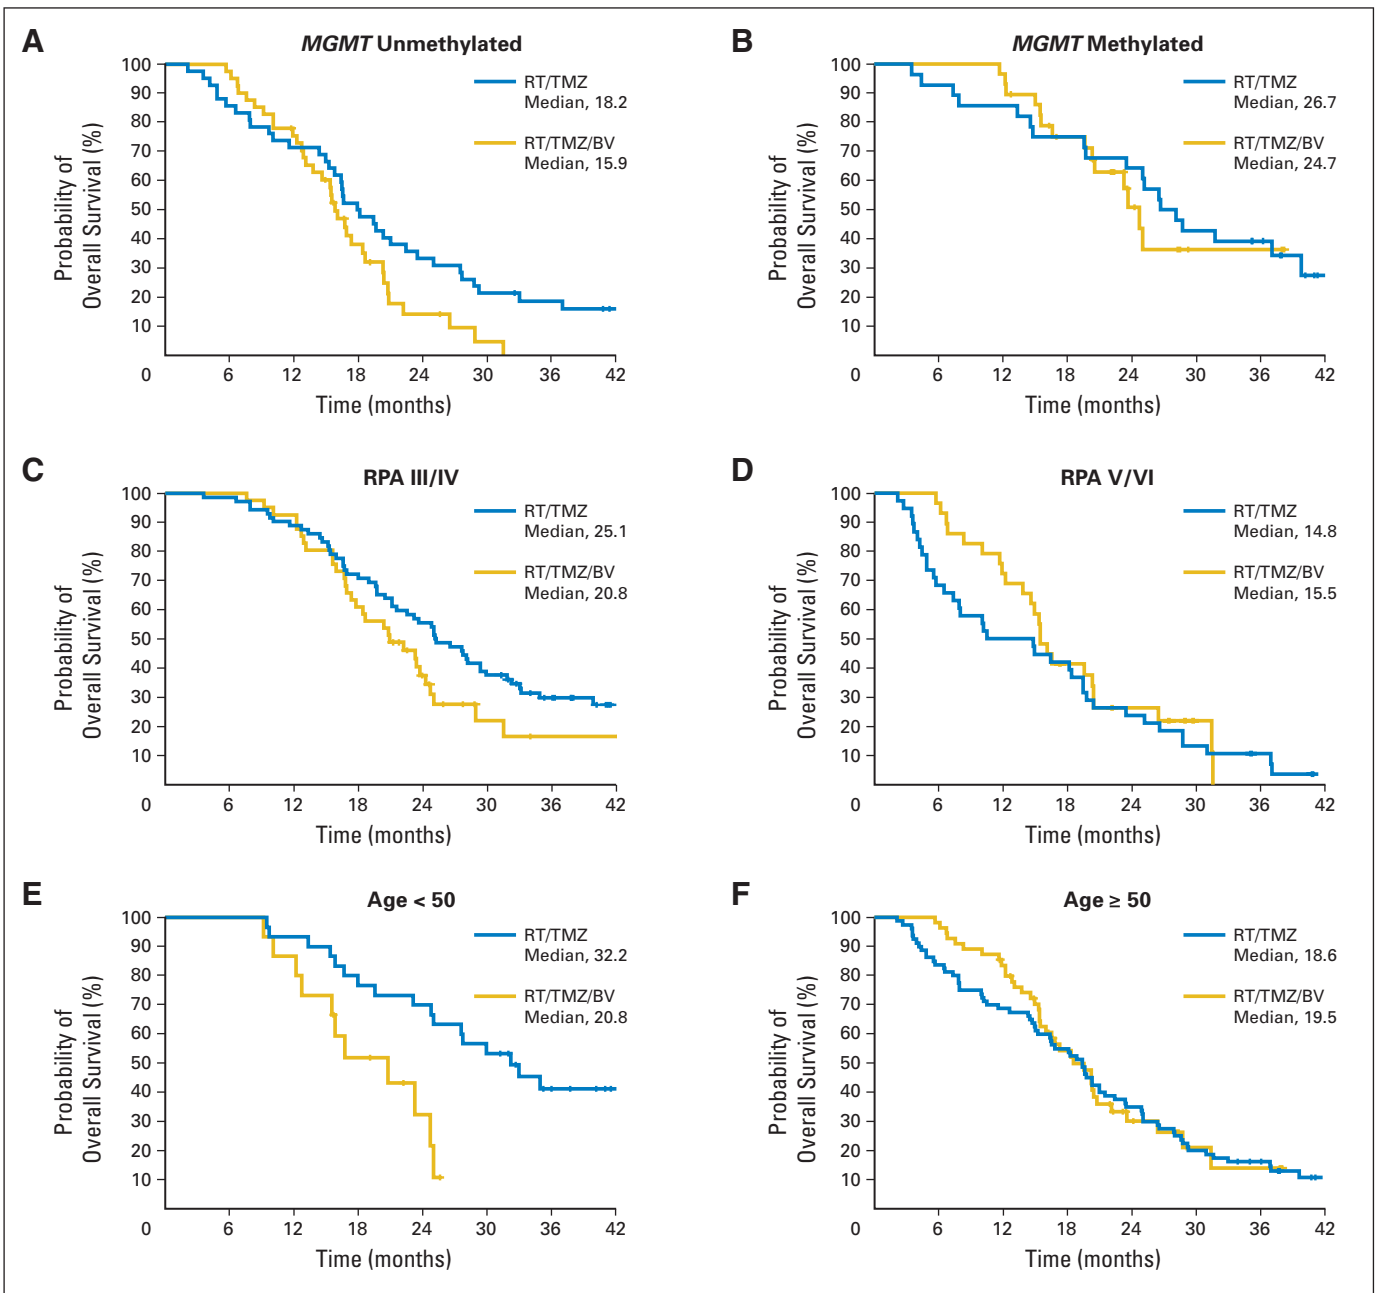 A
MGMT Unmethylated
Probability of
Overall Survival (%)
100
90
80
70
60
50
40
30
20
10
0 6 12 18 24 30 36 42
Time (months)
RT/TMZ
Median, 18.2
RT/TMZ/BV
Median, 15.9
B
MGMT Methylated
Probability of
Overall Survival (%)
100
90
80
70
60
50
40
30
20
10
0 6 12 18 24 30 36 42
Time (months)
RT/TMZ
Median, 26.7
RT/TMZ/BV
Median, 24.7
C
RPA III/IV
Probability of
Overall Survival (%)
100
90
80
70
60
50
40
30
20
10
0 6 12 18 24 30 36 42
Time (months)
RT/TMZ
Median, 25.1
RT/TMZ/BV
Median, 20.8
D
RPA V/VI
Probability of
Overall Survival (%)
100
90
80
70
60
50
40
30
20
10
0 6 12 18 24 30 36 42
Time (months)
RT/TMZ
Median, 14.8
RT/TMZ/BV
Median, 15.5
E
Age < 50
Probability of
Overall Survival (%)
100
90
80
70
60
50
40
30
20
10
0 6 12 18 24 30 36 42
Time (months)
RT/TMZ
Median, 32.2
RT/TMZ/BV
Median, 20.8
F
Age ≥ 50
Probability of
Overall Survival (%)
100
90
80
70
60
50
40
30
20
10
0 6 12 18 24 30 36 42
Time (months)
RT/TMZ
Median, 18.6
RT/TMZ/BV
Median, 19.5